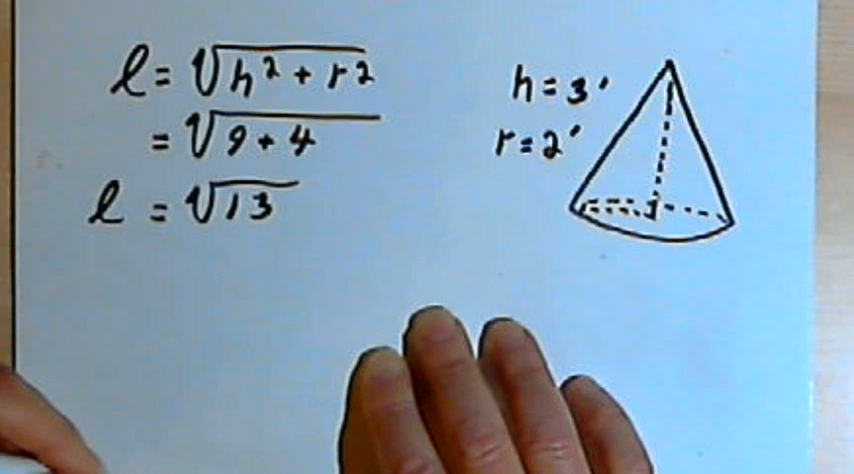 l = √h² + r²
= √9 + 4
l = √13
h = 3'
r = 2'